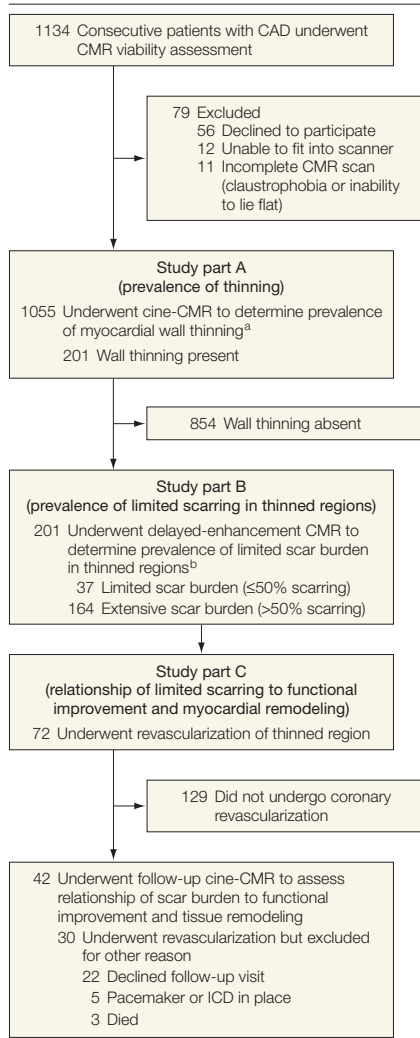 1134 Consecutive patients with CAD underwent
CMR viability assessment
79 Excluded
56 Declined to participate
12 Unable to fit into scanner
11 Incomplete CMR scan
(claustrophobia or inability
to lie flat)
Study part A
(prevalence of thinning)
1055 Underwent cine-CMR to determine prevalence
of myocardial wall thinningᵃ
201 Wall thinning present
854 Wall thinning absent
Study part B
(prevalence of limited scarring in thinned regions)
201 Underwent delayed-enhancement CMR to
determine prevalence of limited scar burden
in thinned regionsᵇ
37 Limited scar burden (≤50% scarring)
164 Extensive scar burden (>50% scarring)
Study part C
(relationship of limited scarring to functional
improvement and myocardial remodeling)
72 Underwent revascularization of thinned region
129 Did not undergo coronary
revascularization
42 Underwent follow-up cine-CMR to assess
relationship of scar burden to functional
improvement and tissue remodeling
30 Underwent revascularization but excluded
for other reason
22 Declined follow-up visit
5 Pacemaker or ICD in place
3 Died